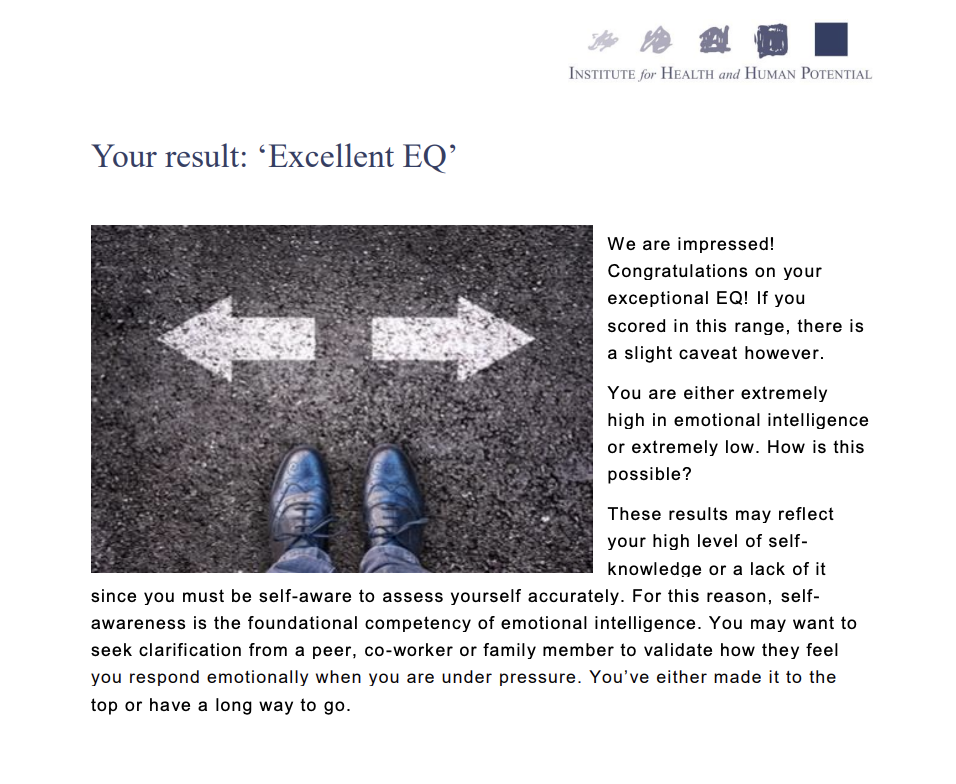 INSTITUTE for HEALTH and HUMAN POTENTIAL
Your result: ‘Excellent EQ’
We are impressed!
Congratulations on your
exceptional EQ! If you
scored in this range, there is
a slight caveat however.
You are either extremely
high in emotional intelligence
or extremely low. How is this
possible?
These results may reflect
your high level of self-
knowledge or a lack of it
since you must be self-aware to assess yourself accurately. For this reason, self-
awareness is the foundational competency of emotional intelligence. You may want to
seek clarification from a peer, co-worker or family member to validate how they feel
you respond emotionally when you are under pressure. You’ve either made it to the
top or have a long way to go.